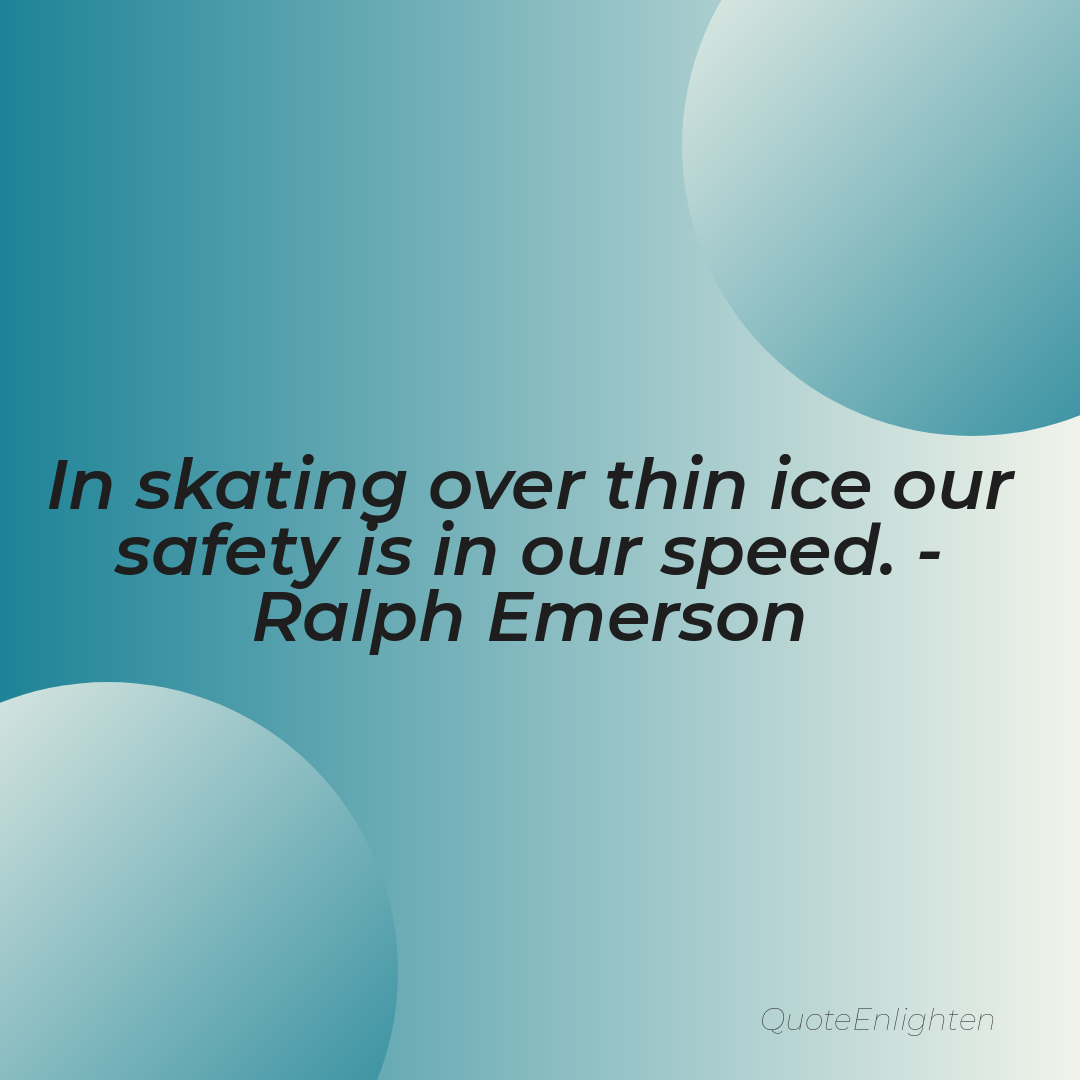 In skating over thin ice our
safety is in our speed. -
Ralph Emerson
QuoteEnlighten